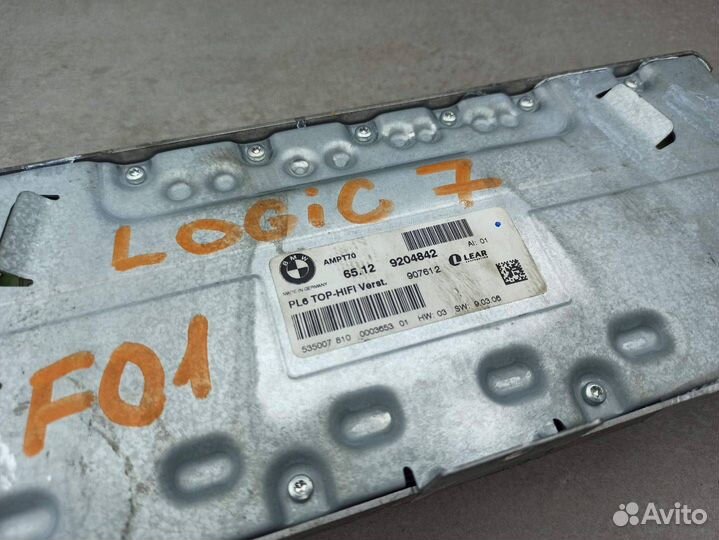 LOGiC 7
F01
BMW
AMPT70
MADE IN GERMANY
65.12 9204842
AI: 01
PL6 TOP-HIFI Verst.
907612
LEAR
535007 810 0003653 01 HW: 03 SW: 9.03.06
Avito